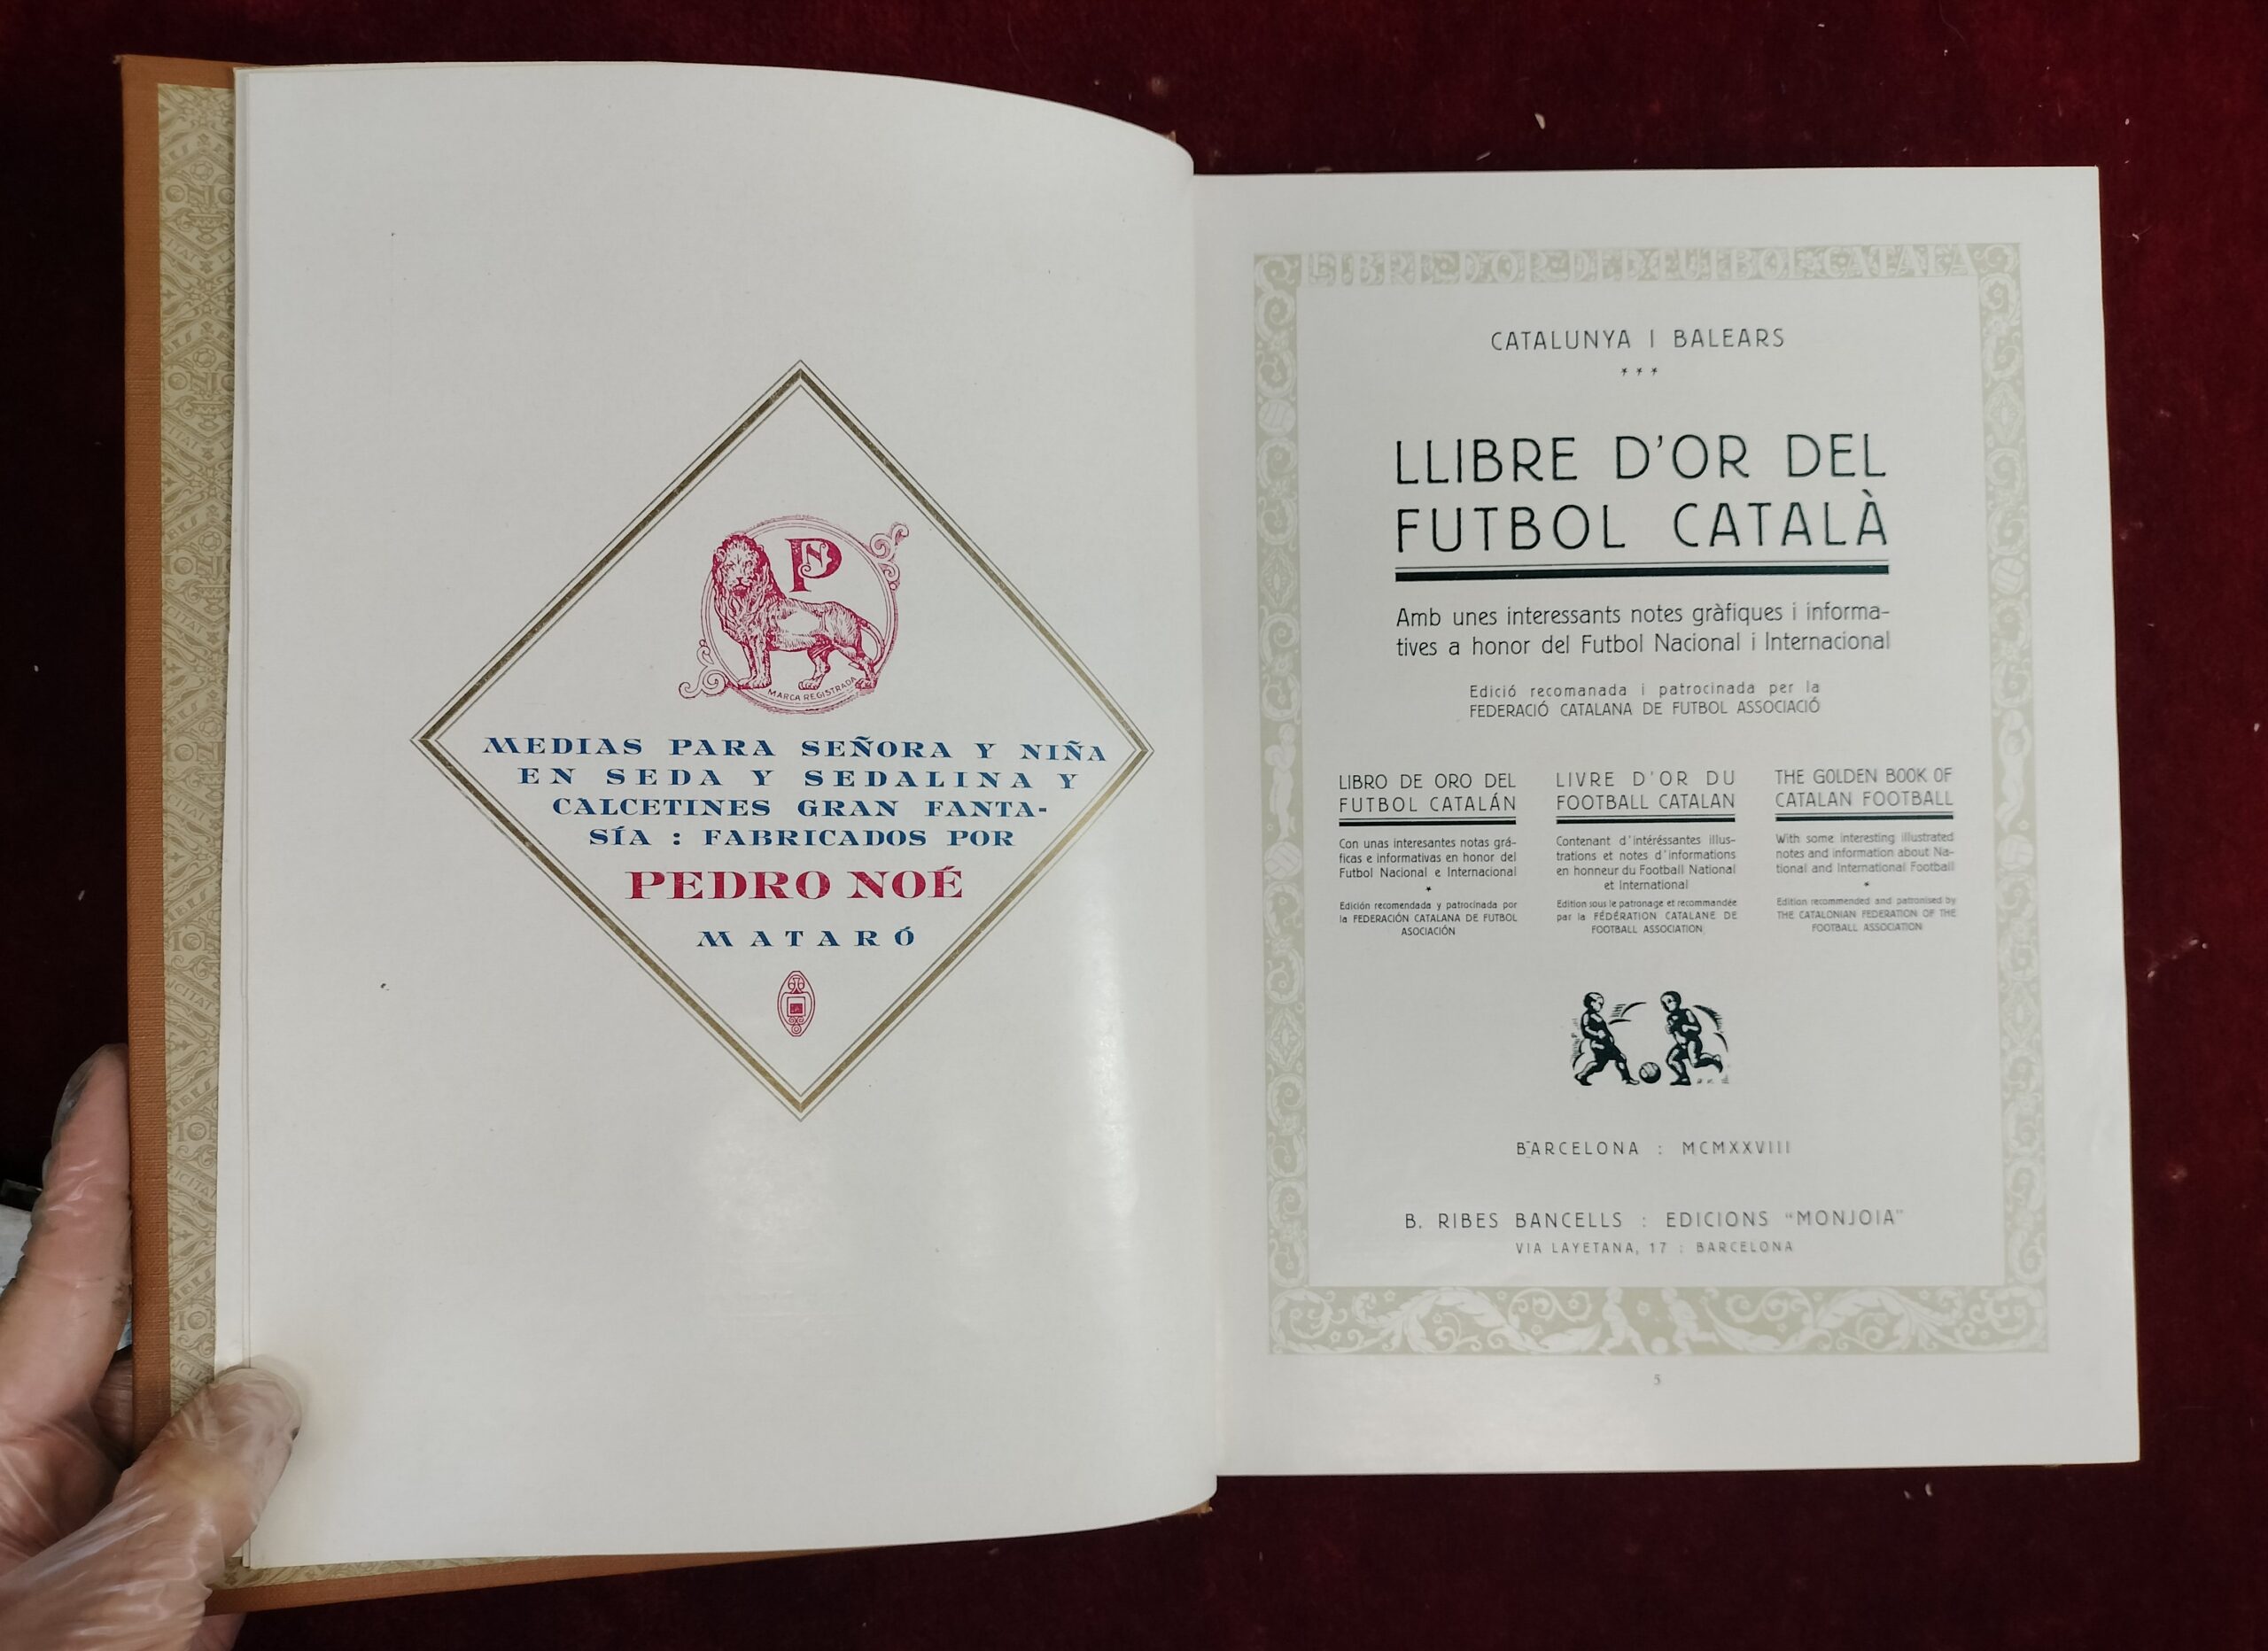 PN
MARCA REGISTRADA
MEDIAS PARA SEÑORA Y NIÑA
EN SEDA Y SEDALINA Y
CALCETINES GRAN FANTA-
SÍA : FABRICADOS POR
PEDRO NOÉ
MATARÓ
LLIBRE D'OR DEL FUTBOL CATALÀ
CATALUNYA I BALEARS
LLIBRE D'OR DEL
FUTBOL CATALÀ
Amb unes interessants notes gràfiques i informa-
tives a honor del Futbol Nacional i Internacional
Edició recomanada i patrocinada per la
FEDERACIÓ CATALANA DE FUTBOL ASSOCIACIÓ
LIBRO DE ORO DEL
FUTBOL CATALÁN
Con unas interesantes notas grá-
ficas e informativas en honor del
Futbol Nacional e Internacional
Edición recomendada y patrocinada por
la FEDERACIÓN CATALANA DE FUTBOL
ASOCIACIÓN
LIVRE D'OR DU
FOOTBALL CATALAN
Contenant d'intéréssantes illus-
trations et notes d'informations
en honneur du Football National
et International
Edition sous le patronage et recommandée
par la FÉDÉRATION CATALANE DE
FOOTBALL ASSOCIATION
THE GOLDEN BOOK OF
CATALAN FOOTBALL
With some interesting illustrated
notes and information about Na-
tional and International Football
Edition recommended and patronised by
THE CATALONIAN FEDERATION OF THE
FOOTBALL ASSOCIATION
BARCELONA : MCMXXVIII
B. RIBES BANCELLS : EDICIONS "MONJOIA"
VIA LAYETANA, 17 : BARCELONA
5